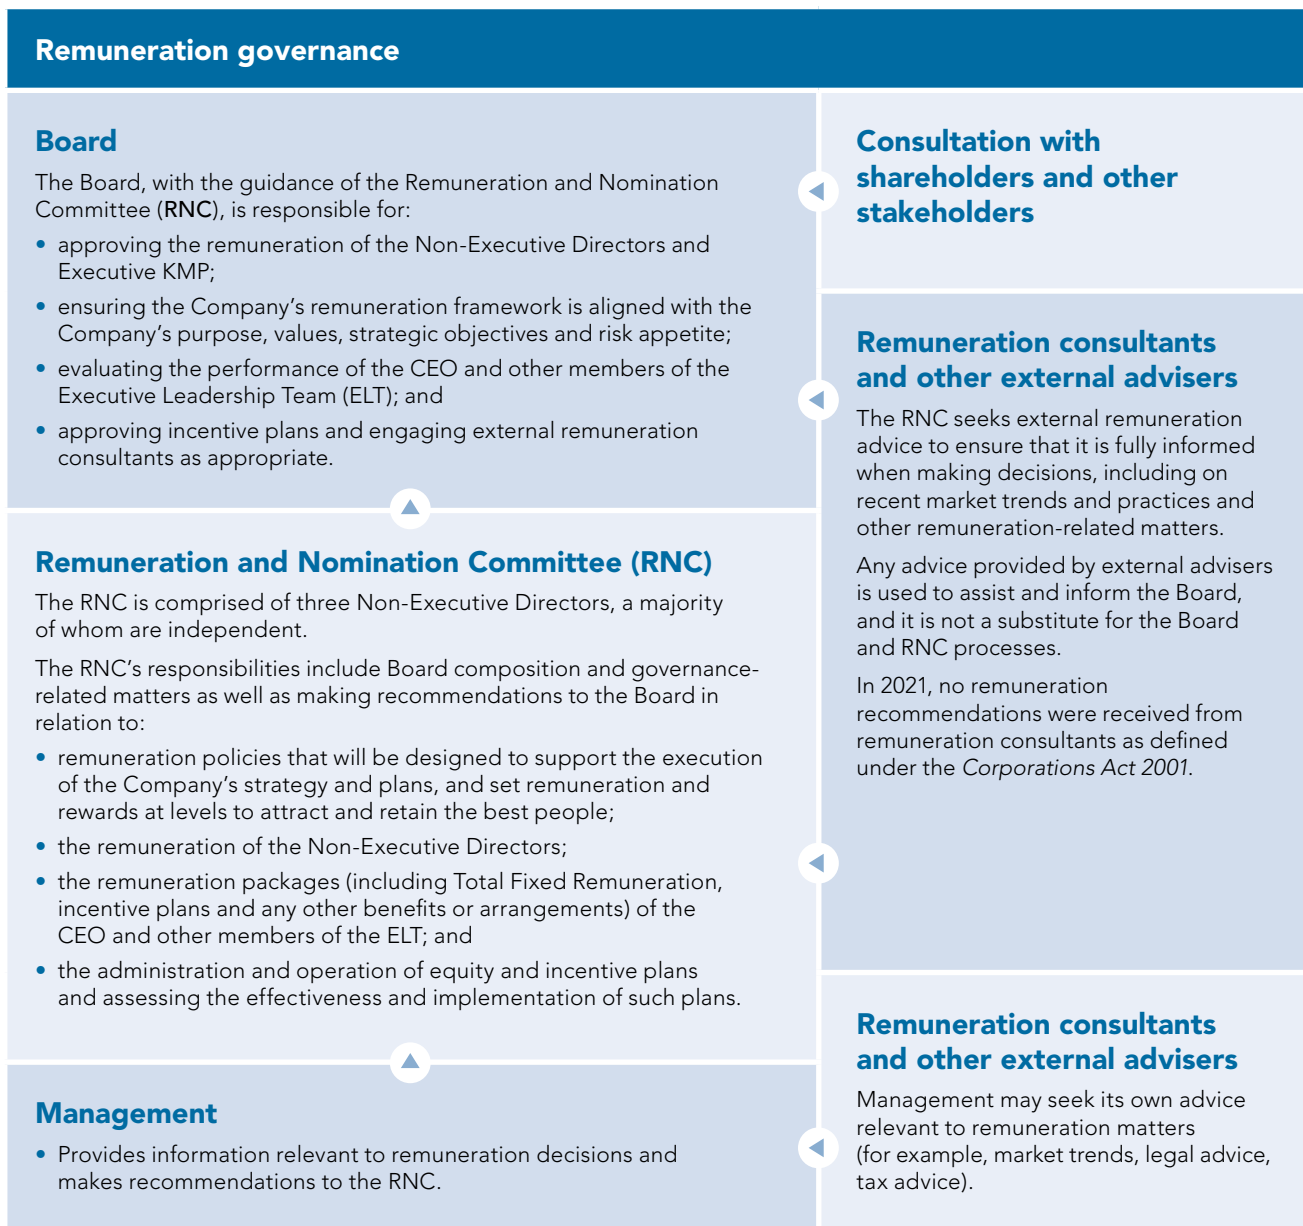 Remuneration governance
Board
The Board, with the guidance of the Remuneration and Nomination
Committee (RNC), is responsible for:
• approving the remuneration of the Non-Executive Directors and
Executive KMP;
• ensuring the Company’s remuneration framework is aligned with the
Company’s purpose, values, strategic objectives and risk appetite;
• evaluating the performance of the CEO and other members of the
Executive Leadership Team (ELT); and
• approving incentive plans and engaging external remuneration
consultants as appropriate.
Remuneration and Nomination Committee (RNC)
The RNC is comprised of three Non-Executive Directors, a majority
of whom are independent.
The RNC’s responsibilities include Board composition and governance-
related matters as well as making recommendations to the Board in
relation to:
• remuneration policies that will be designed to support the execution
of the Company’s strategy and plans, and set remuneration and
rewards at levels to attract and retain the best people;
• the remuneration of the Non-Executive Directors;
• the remuneration packages (including Total Fixed Remuneration,
incentive plans and any other benefits or arrangements) of the
CEO and other members of the ELT; and
• the administration and operation of equity and incentive plans
and assessing the effectiveness and implementation of such plans.
Management
• Provides information relevant to remuneration decisions and
makes recommendations to the RNC.
Consultation with
shareholders and other
stakeholders
Remuneration consultants
and other external advisers
The RNC seeks external remuneration
advice to ensure that it is fully informed
when making decisions, including on
recent market trends and practices and
other remuneration-related matters.
Any advice provided by external advisers
is used to assist and inform the Board,
and it is not a substitute for the Board
and RNC processes.
In 2021, no remuneration
recommendations were received from
remuneration consultants as defined
under the Corporations Act 2001.
Remuneration consultants
and other external advisers
Management may seek its own advice
relevant to remuneration matters
(for example, market trends, legal advice,
tax advice).